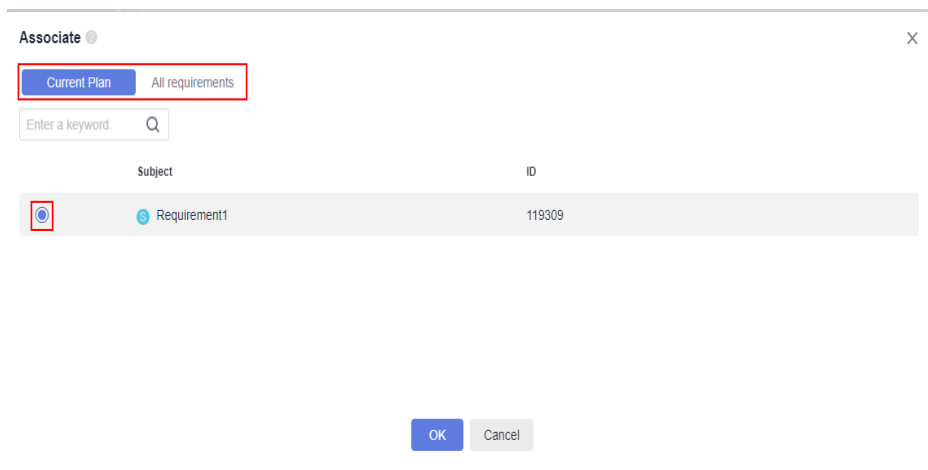 Associate ?
Current Plan All requirements
Enter a keyword.
Subject ID
S Requirement1 119309
OK Cancel